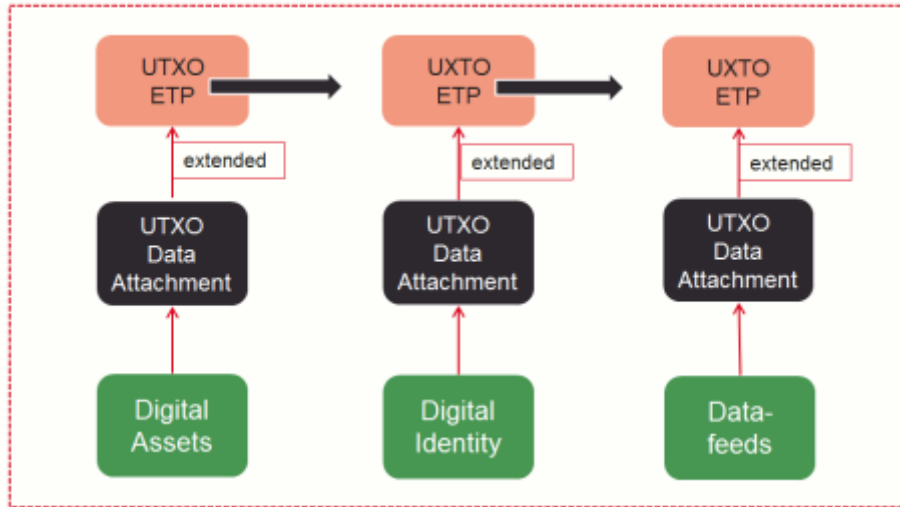 UTXO
ETP
UXTO
ETP
UXTO
ETP
extended
extended
extended
UTXO
Data
Attachment
UTXO
Data
Attachment
UTXO
Data
Attachment
Digital
Assets
Digital
Identity
Data-
feeds